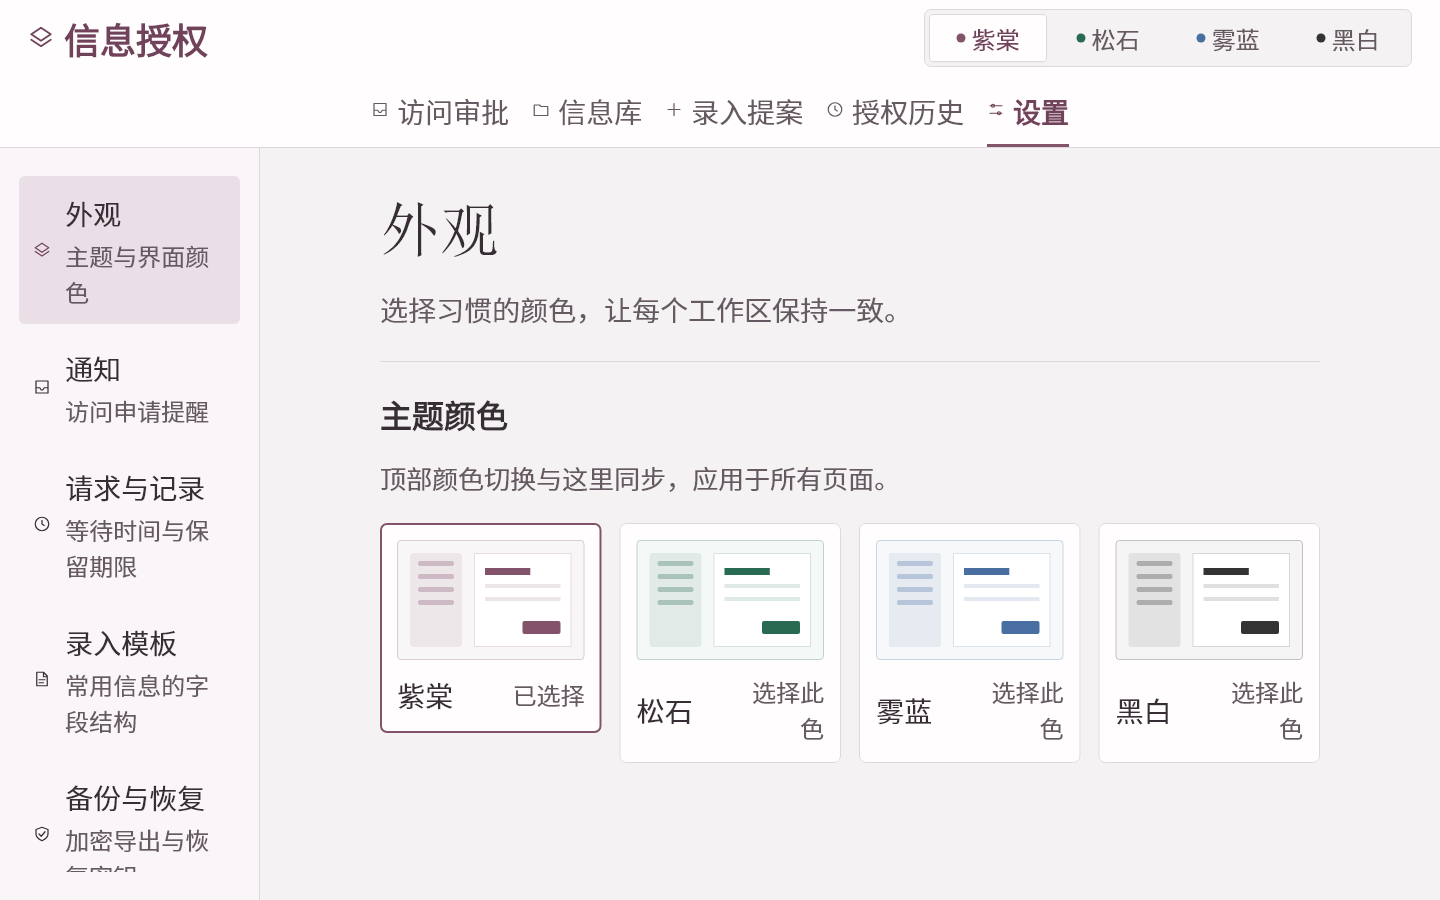 信息授权
紫棠 松石 雾蓝 黑白
访问审批 信息库 录入提案 授权历史 设置
外观
主题与界面颜
色
通知
访问申请提醒
请求与记录
等待时间与保
留期限
录入模板
常用信息的字
段结构
备份与恢复
加密导出与恢
外观
选择习惯的颜色，让每个工作区保持一致。
主题颜色
顶部颜色切换与这里同步，应用于所有页面。
紫棠 已选择
松石 选择此
色
雾蓝 选择此
色
黑白 选择此
色